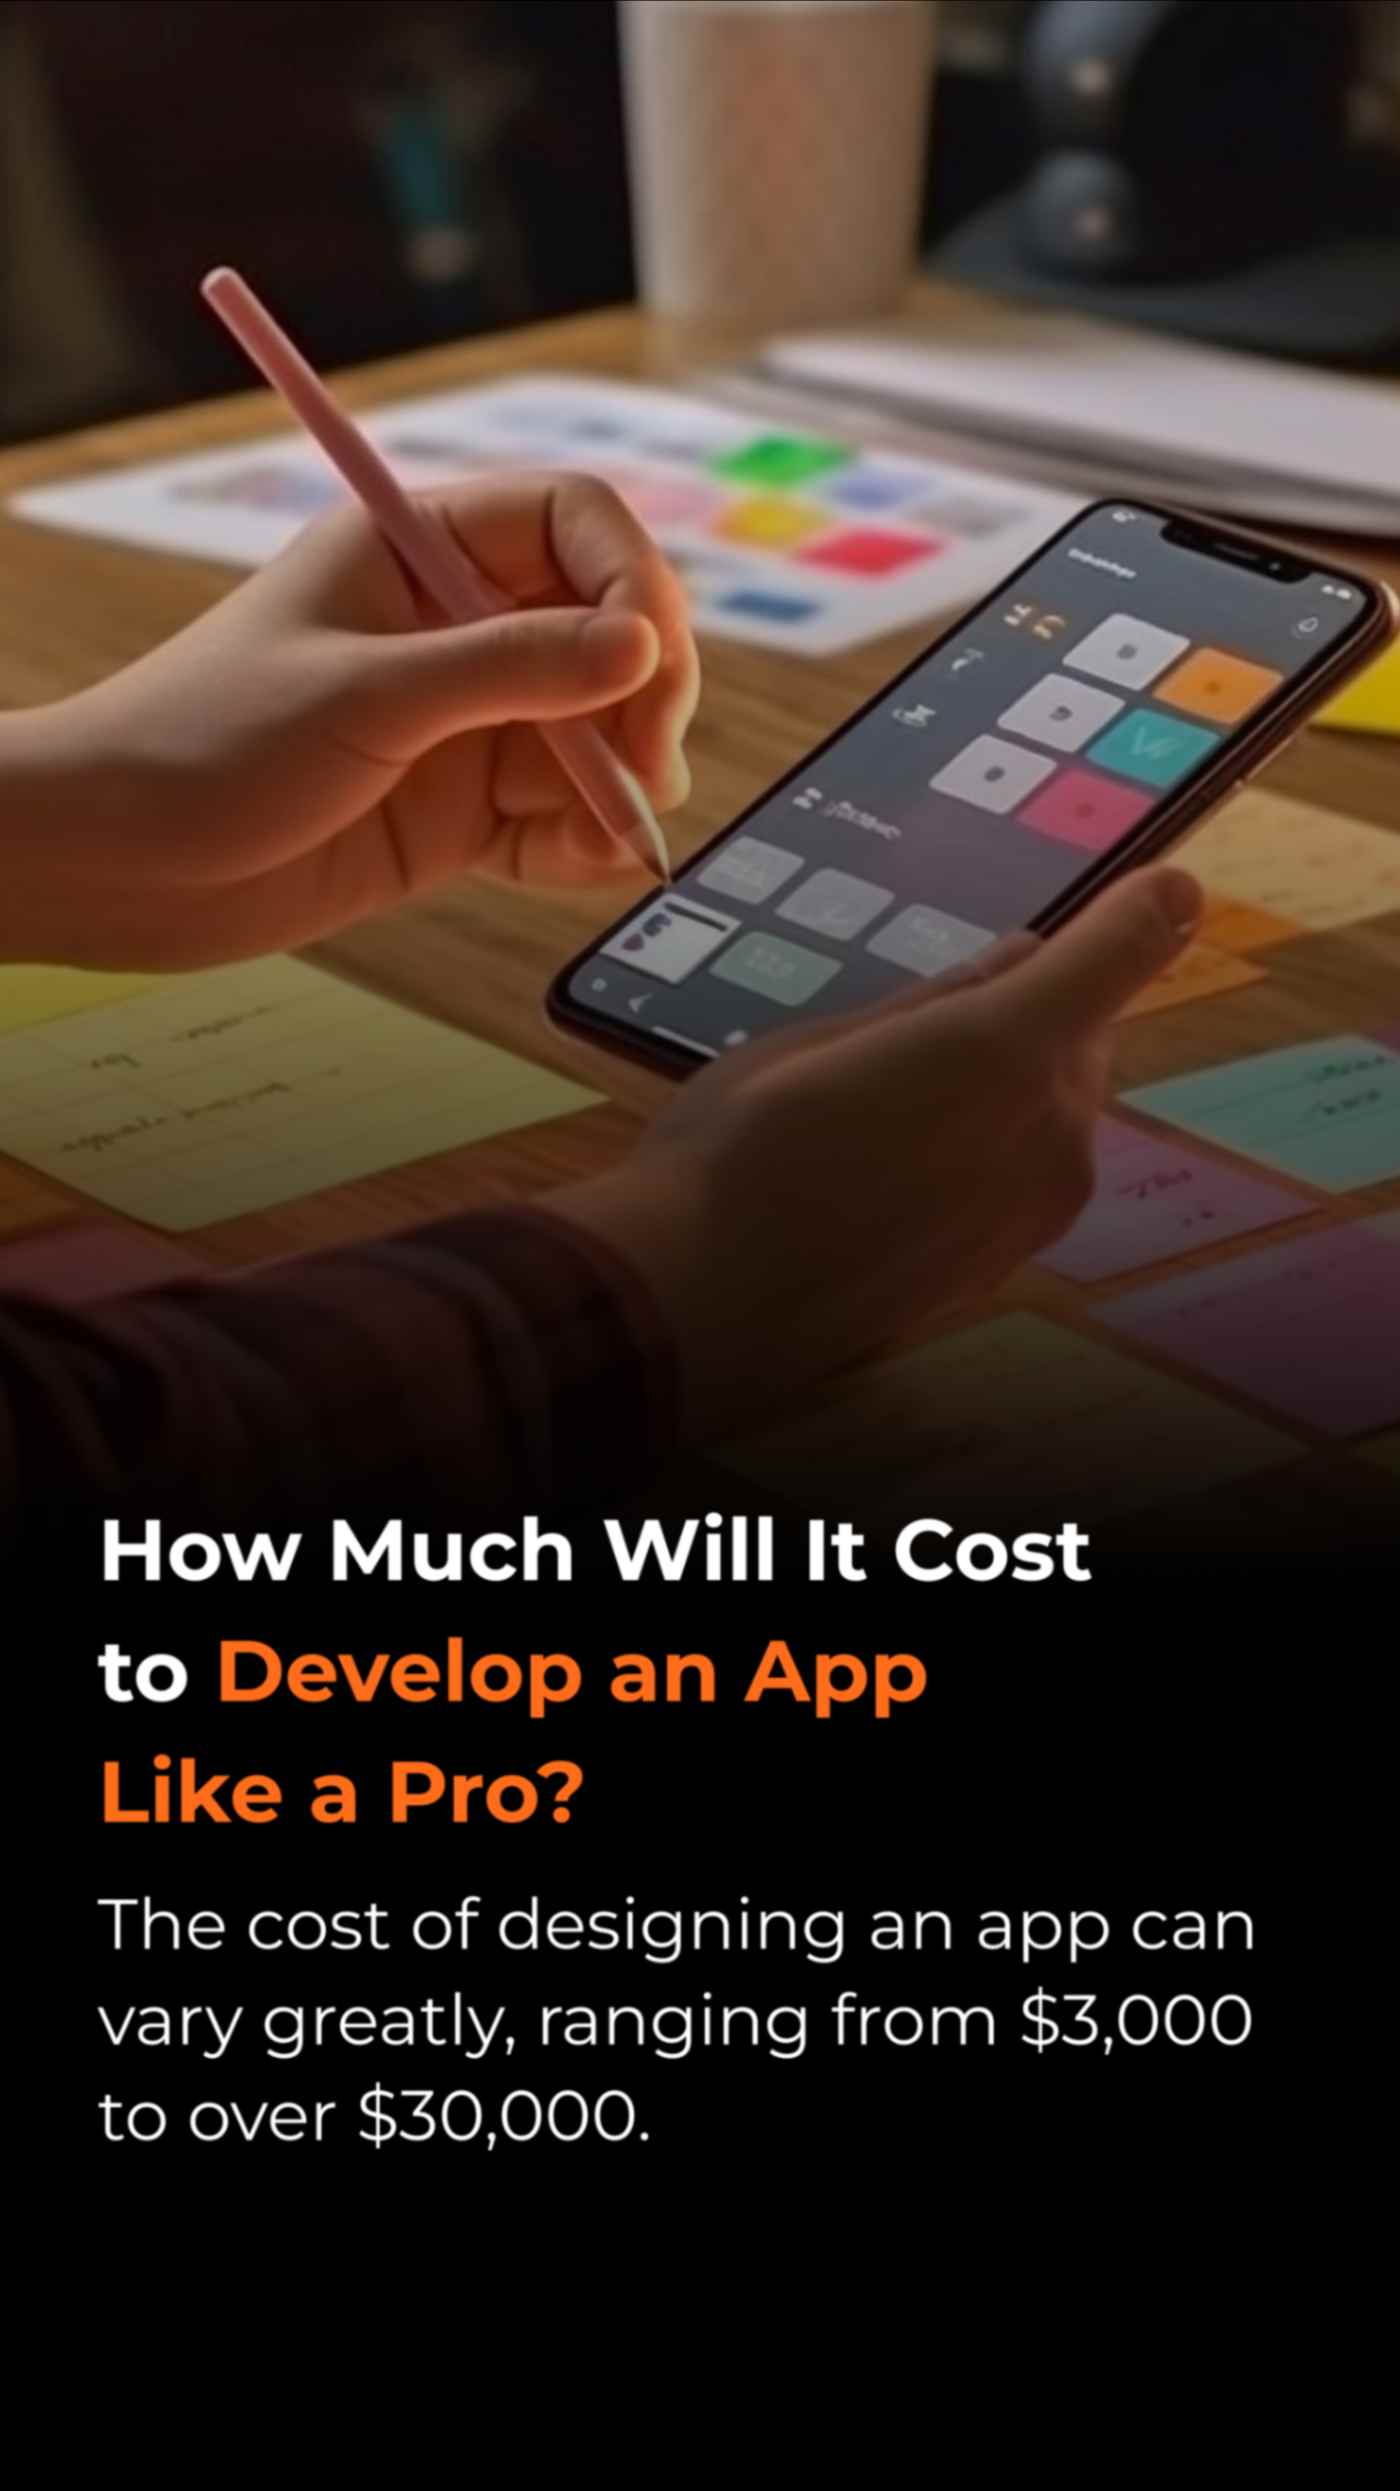 How Much Will It Cost
to Develop an App
Like a Pro?
The cost of designing an app can
vary greatly, ranging from $3,000
to over $30,000.